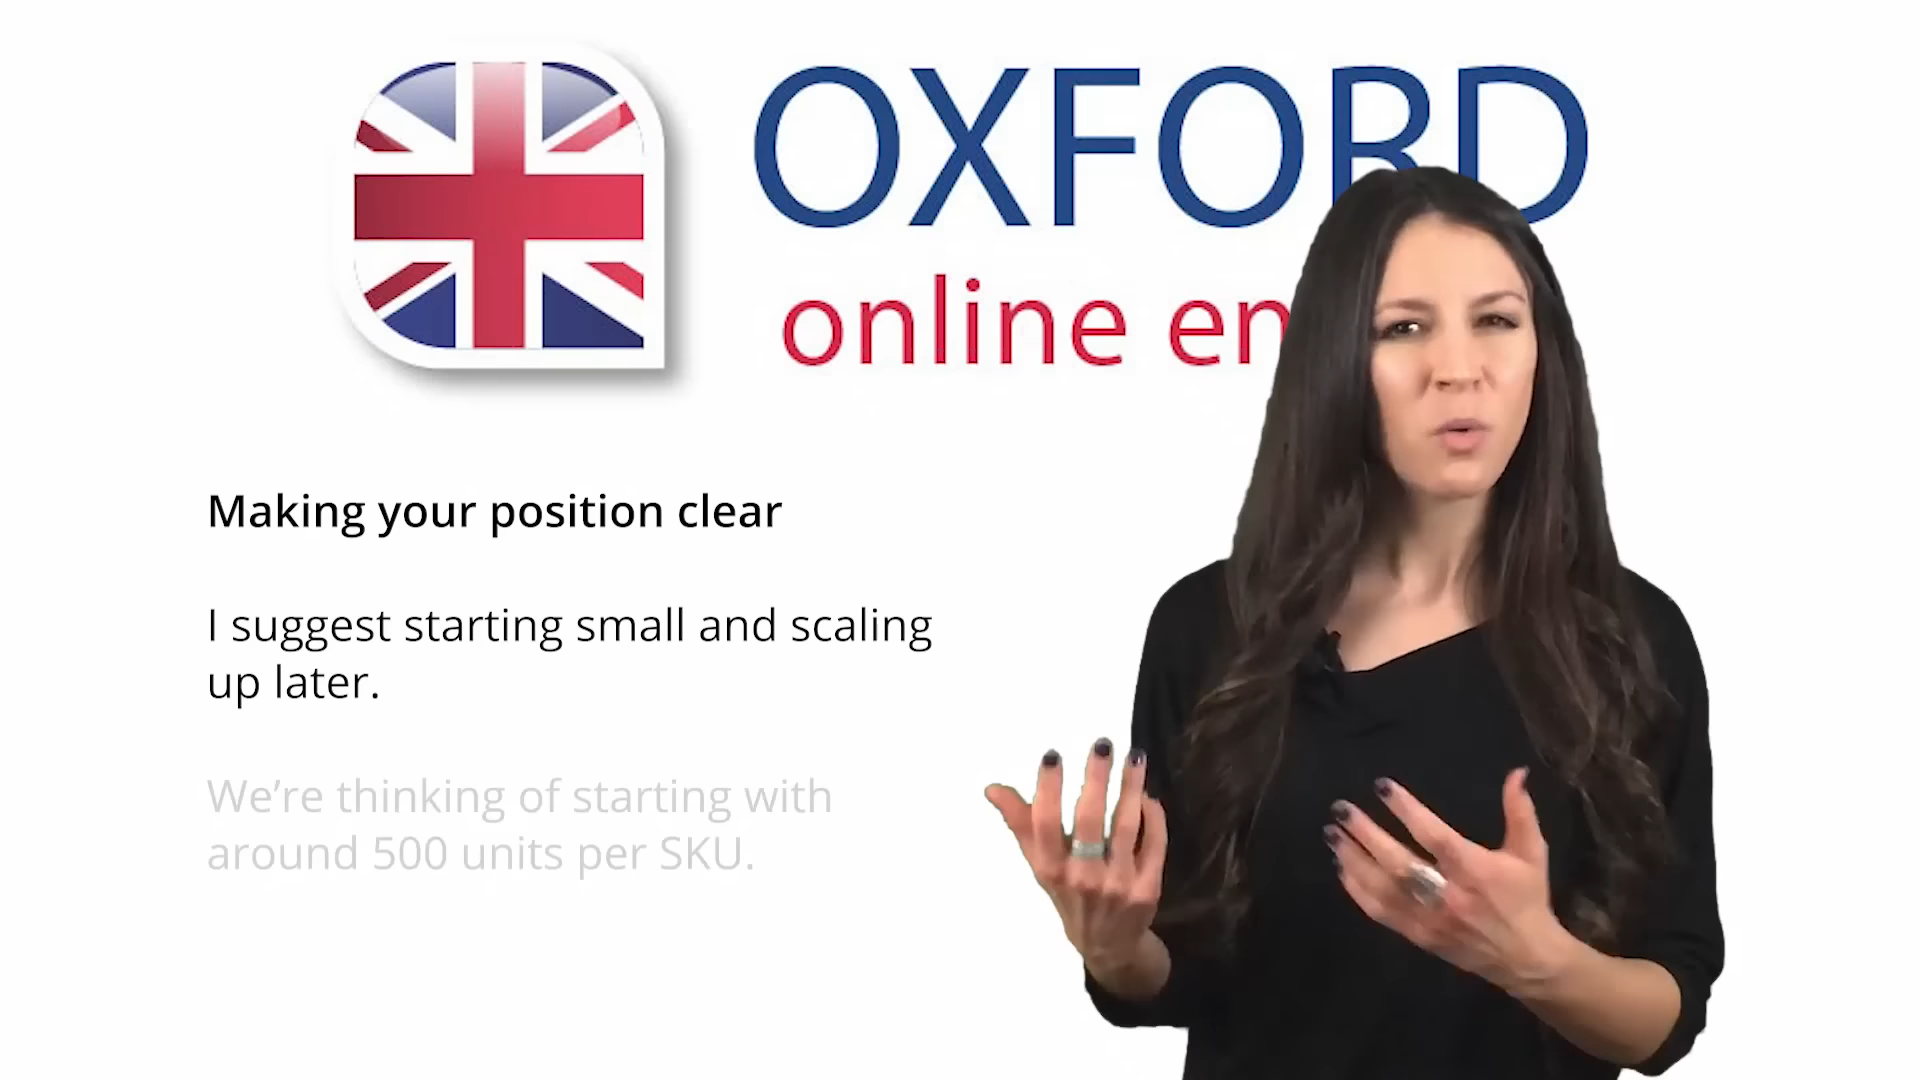 OXFORD
online en
Making your position clear
I suggest starting small and scaling
up later.
We’re thinking of starting with
around 500 units per SKU.